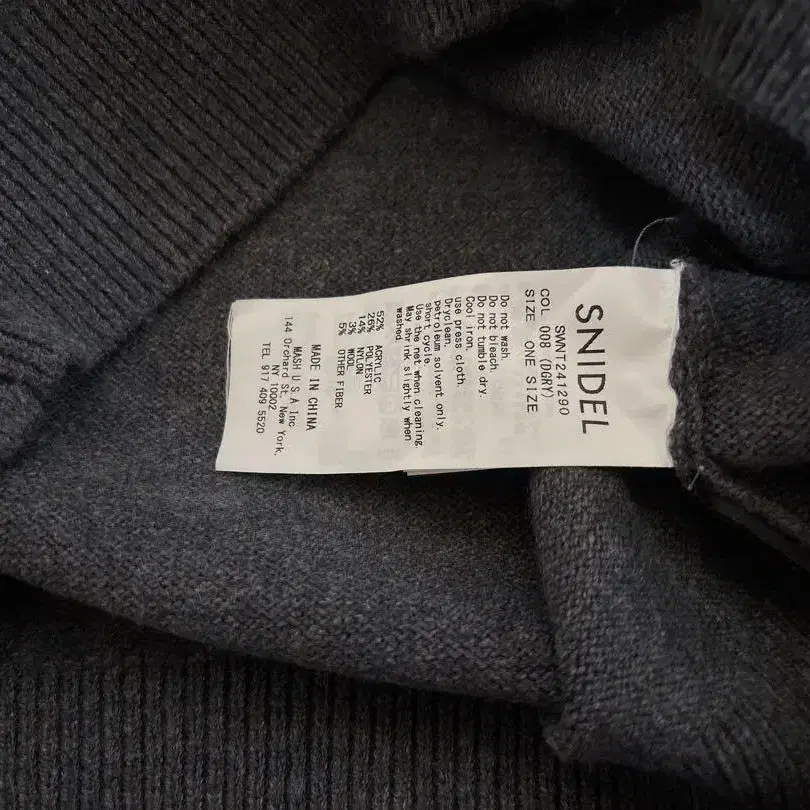 SNIDEL
SWNT241290
COL 008 (DGRY)
SIZE ONE SIZE
Do not wash.
Do not bleach.
Do not tumble dry.
Cool iron.
use press cloth.
Dryclean.
petroleum solvent only.
short cycle.
Use the net when cleaning.
May shrink slightly when
washed.
52% ACRYLIC
26% POLYESTER
14% NYLON
3% WOOL
5% OTHER FIBER
MADE IN CHINA
MASH U S A Inc.
144 Orchard St, New York,
NY 10002
TEL 917 409 5520